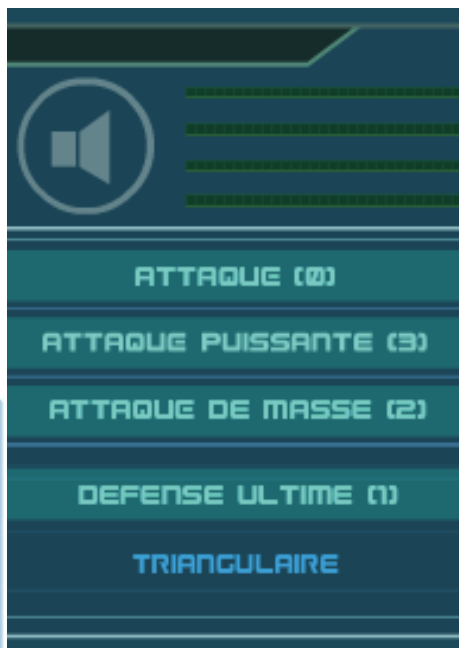 ATTAQUE (0)
ATTAQUE PUISSANTE (3)
ATTAQUE DE MASSE (2)
DEFENSE ULTIME (1)
TRIANGULAIRE